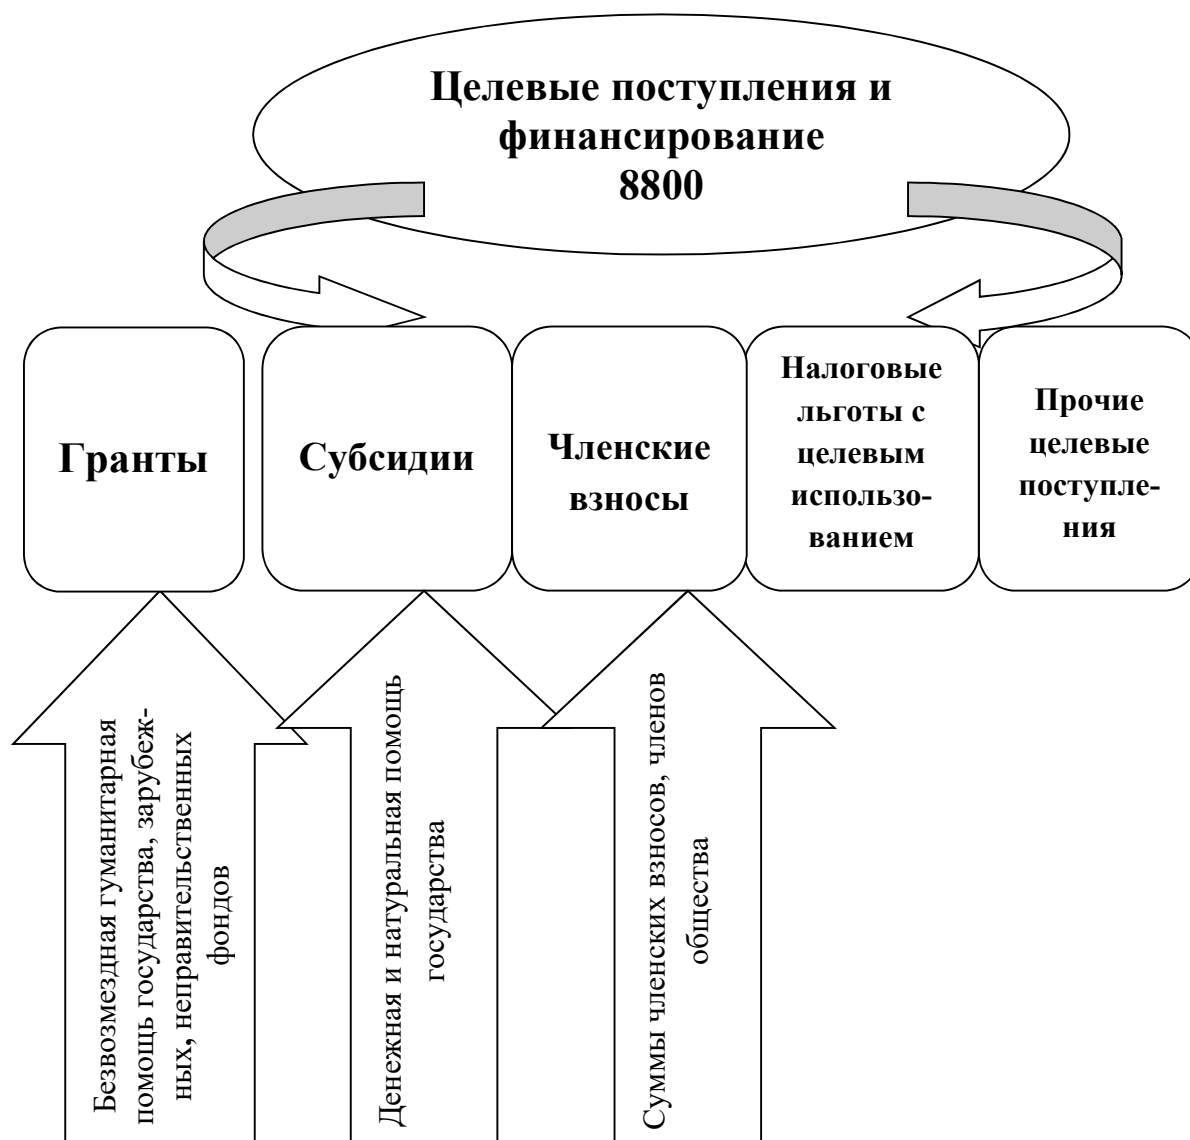 Целевые поступления и
финансирование
8800
Гранты
Субсидии
Членские
взносы
Налоговые
льготы с
целевым
использо-
ванием
Прочие
целевые
поступле-
ния
Безвозмездная гуманитарная
помощь государства, зарубеж-
ных, неправительственных
фондов
Денежная и натуральная помощь
государства
Суммы членских взносов, членов
общества